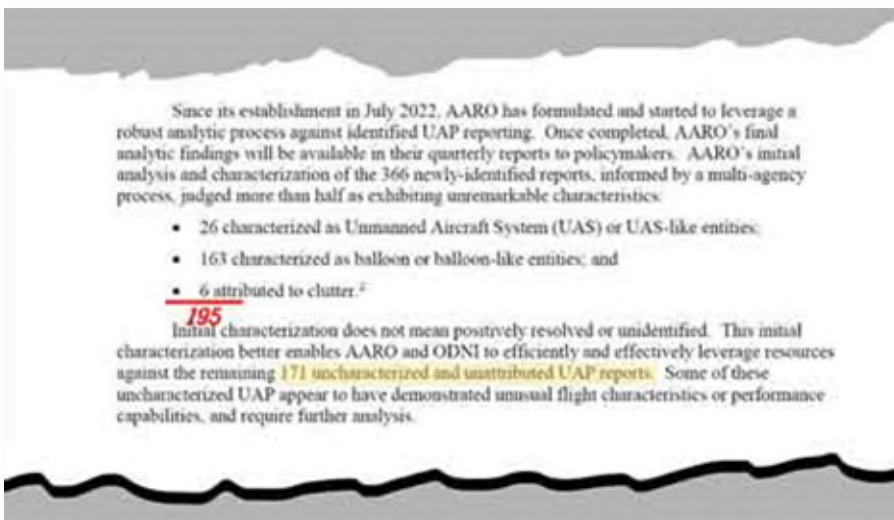 Since its establishment in July 2022, AARO has formulated and started to leverage a
robust analytic process against identified UAP reporting. Once completed, AARO's final
analytic findings will be available in their quarterly reports to policymakers. AARO's initial
analysis and characterization of the 366 newly-identified reports, informed by a multi-agency
process, judged more than half as exhibiting unremarkable characteristics:
• 26 characterized as Unmanned Aircraft System (UAS) or UAS-like entities;
• 163 characterized as balloon or balloon-like entities; and
• 6 attributed to clutter.2
195
Initial characterization does not mean positively resolved or unidentified. This initial
characterization better enables AARO and ODNI to efficiently and effectively leverage resources
against the remaining 171 uncharacterized and unattributed UAP reports. Some of these
uncharacterized UAP appear to have demonstrated unusual flight characteristics or performance
capabilities, and require further analysis.